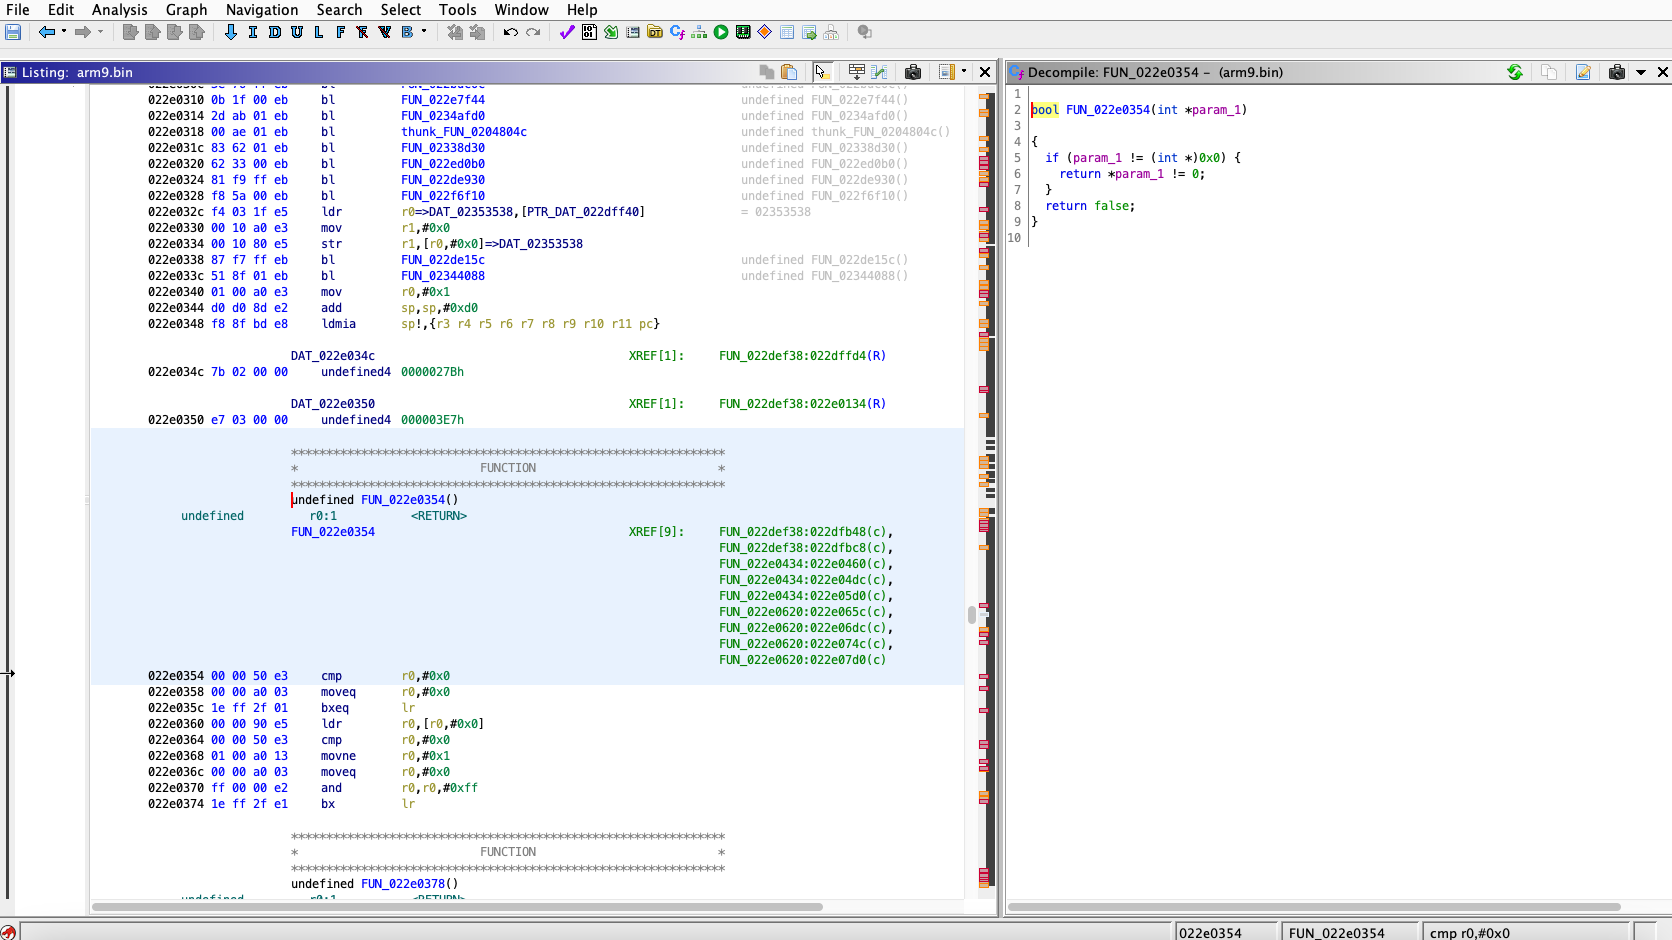 File Edit Analysis Graph Navigation Search Select Tools Window Help
I D U L F B
Listing: arm9.bin
022e0310 0b 1f 00 eb bl FUN_022e7f44 undefined FUN_022e7f44()
022e0314 2d ab 01 eb bl FUN_0234afd0 undefined FUN_0234afd0()
022e0318 00 ae 01 eb bl thunk_FUN_0204804c undefined thunk_FUN_0204804c()
022e031c 83 62 01 eb bl FUN_02338d30 undefined FUN_02338d30()
022e0320 62 33 00 eb bl FUN_022ed0b0 undefined FUN_022ed0b0()
022e0324 81 f9 ff eb bl FUN_022de930 undefined FUN_022de930()
022e0328 f8 5a 00 eb bl FUN_022f6f10 undefined FUN_022f6f10()
022e032c f4 03 1f e5 ldr r0=>DAT_02353538,[PTR_DAT_022dff40] = 02353538
022e0330 00 10 a0 e3 mov r1,#0x0
022e0334 00 10 80 e5 str r1,[r0,#0x0]=>DAT_02353538
022e0338 87 f7 ff eb bl FUN_022de15c undefined FUN_022de15c()
022e033c 51 8f 01 eb bl FUN_02344088 undefined FUN_02344088()
022e0340 01 00 a0 e3 mov r0,#0x1
022e0344 d0 d0 8d e2 add sp,sp,#0xd0
022e0348 f8 8f bd e8 ldmia sp!,{r3 r4 r5 r6 r7 r8 r9 r10 r11 pc}
DAT_022e034c XREF[1]: FUN_022def38:022dffd4(R)
022e034c 7b 02 00 00 undefined4 0000027Bh
DAT_022e0350 XREF[1]: FUN_022def38:022e0134(R)
022e0350 e7 03 00 00 undefined4 000003E7h
**************************************************************
* FUNCTION *
**************************************************************
undefined FUN_022e0354()
undefined r0:1 <RETURN>
FUN_022e0354 XREF[9]: FUN_022def38:022dfb48(c),
FUN_022def38:022dfbc8(c),
FUN_022e0434:022e0460(c),
FUN_022e0434:022e04dc(c),
FUN_022e0434:022e05d0(c),
FUN_022e0620:022e065c(c),
FUN_022e0620:022e06dc(c),
FUN_022e0620:022e074c(c),
FUN_022e0620:022e07d0(c)
022e0354 00 00 50 e3 cmp r0,#0x0
022e0358 00 00 a0 03 moveq r0,#0x0
022e035c 1e ff 2f 01 bxeq lr
022e0360 00 00 90 e5 ldr r0,[r0,#0x0]
022e0364 00 00 50 e3 cmp r0,#0x0
022e0368 01 00 a0 13 movne r0,#0x1
022e036c 00 00 a0 03 moveq r0,#0x0
022e0370 ff 00 00 e2 and r0,r0,#0xff
022e0374 1e ff 2f e1 bx lr
**************************************************************
* FUNCTION *
**************************************************************
undefined FUN_022e0378()
undefined r0:1 <RETURN>
Decompile: FUN_022e0354 - (arm9.bin)
1
2 bool FUN_022e0354(int *param_1)
3
4 {
5 if (param_1 != (int *)0x0) {
6 return *param_1 != 0;
7 }
8 return false;
9 }
10
022e0354 FUN_022e0354 cmp r0,#0x0